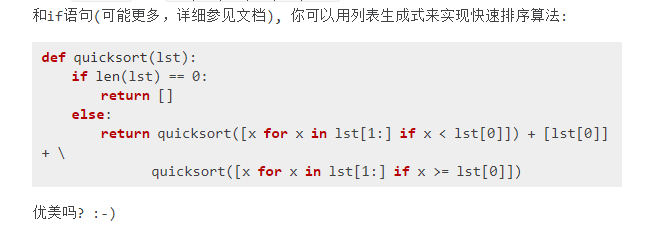 和if语句(可能更多，详细参见文档)，你可以用列表生成式来实现快速排序算法:
def quicksort(lst):
    if len(lst) == 0:
        return []
    else:
        return quicksort([x for x in lst[1:] if x < lst[0]]) + [lst[0]]
+ \
            quicksort([x for x in lst[1:] if x >= lst[0]])
优美吗? :-)